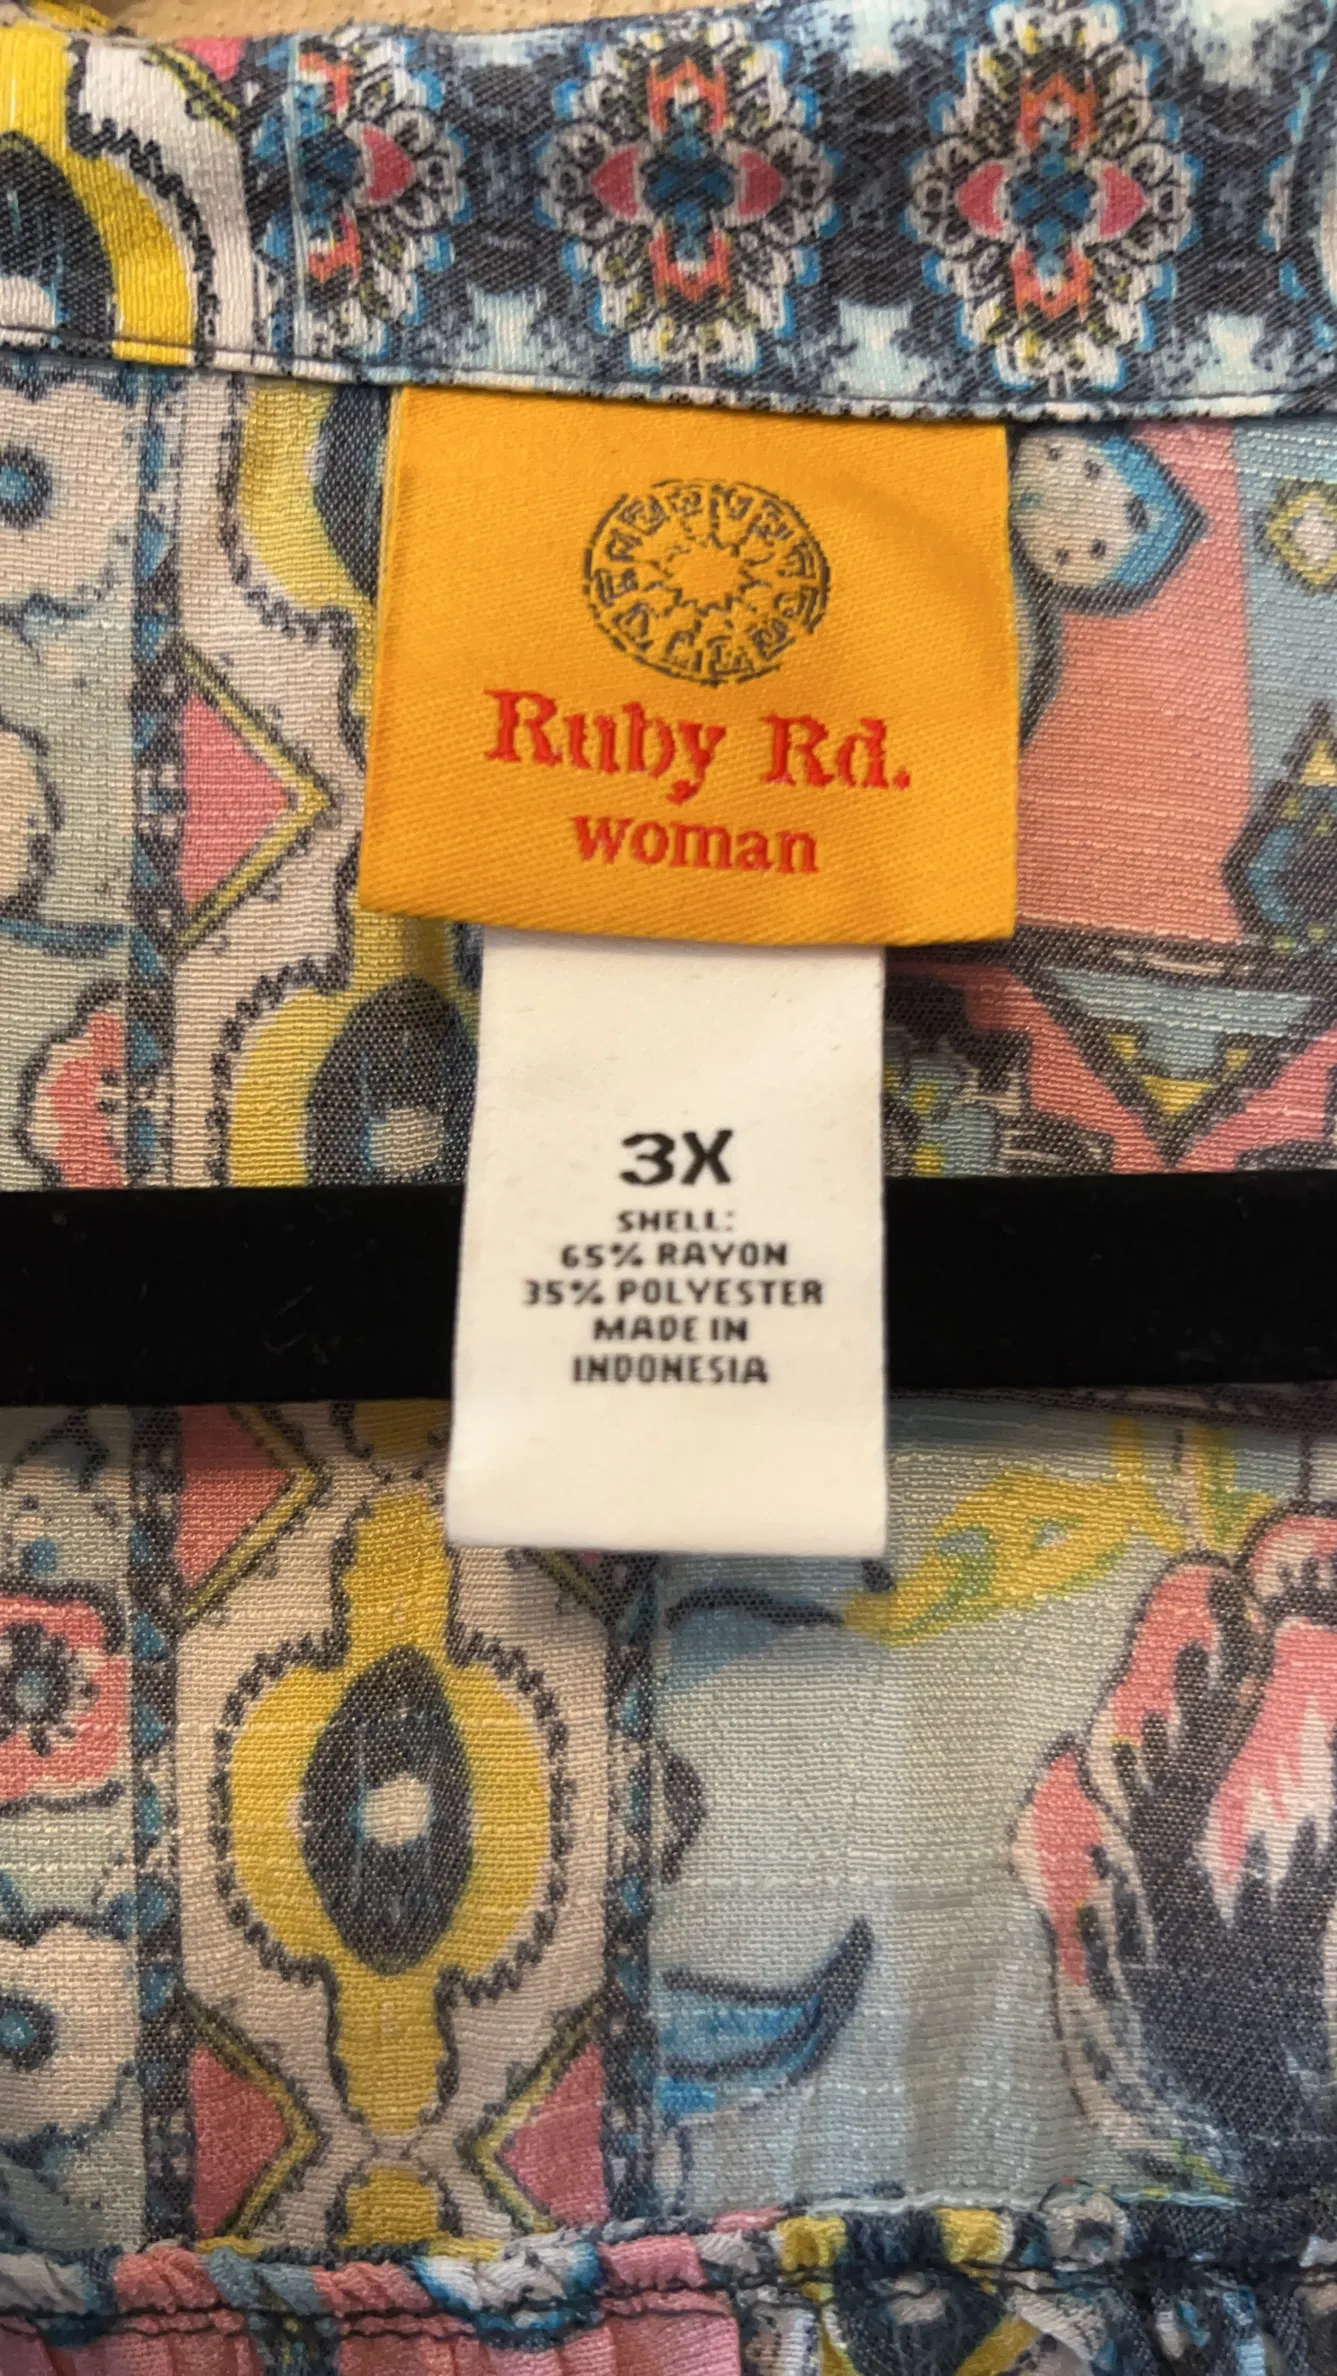 Ruby Rd.
woman
3X
SHELL:
65% RAYON
35% POLYESTER
MADE IN
INDONESIA